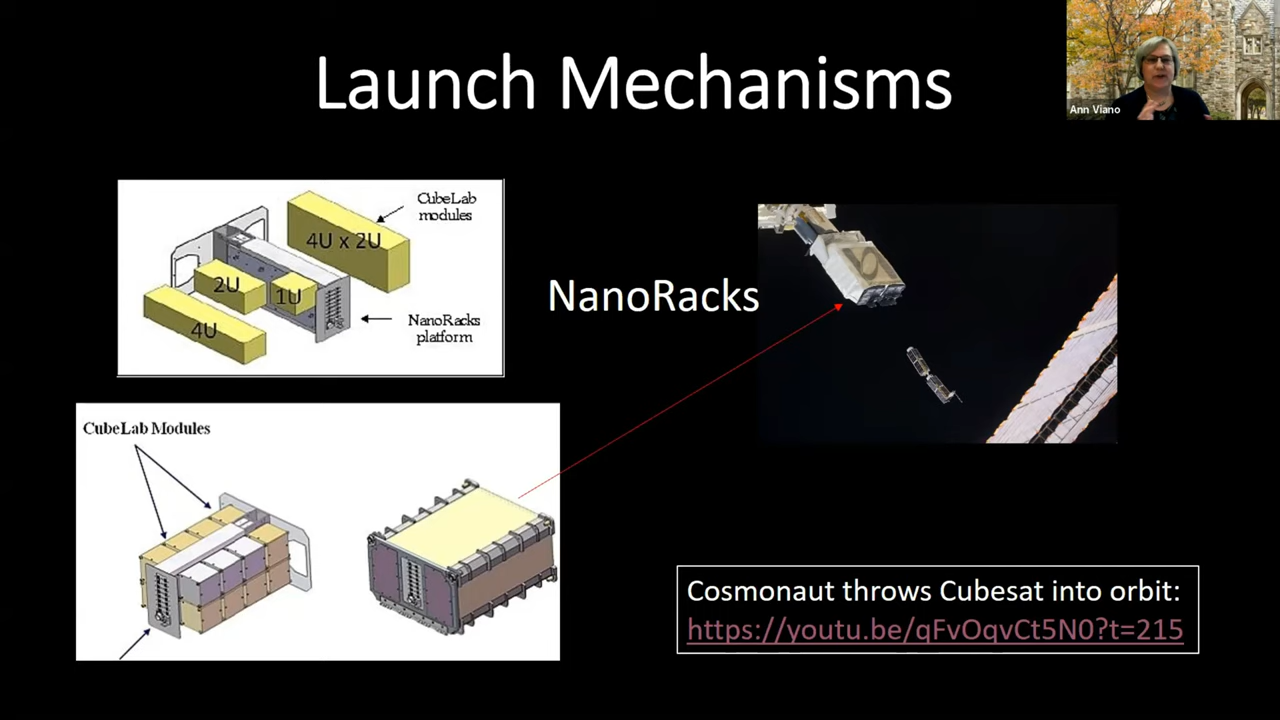 Launch Mechanisms
Ann Viano
CubeLab
modules
4U x 2U
2U
1U
4U
NanoRacks
platform
NanoRacks
CubeLab Modules
Cosmonaut throws Cubesat into orbit:
https://youtu.be/qFvOqvCt5N0?t=215